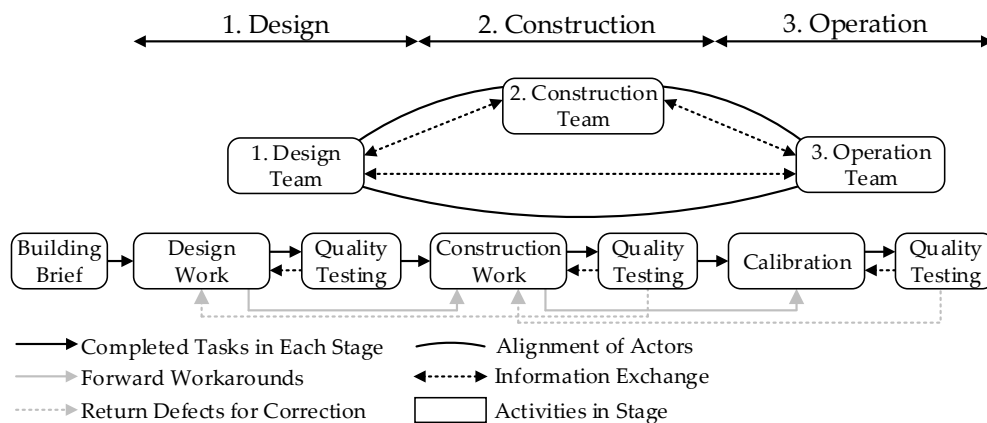 1. Design
2. Construction
3. Operation
2. Construction
Team
1. Design
Team
3. Operation
Team
Building
Brief
Design
Work
Quality
Testing
Construction
Work
Quality
Testing
Calibration
Quality
Testing
Completed Tasks in Each Stage
Alignment of Actors
Forward Workarounds
Information Exchange
Return Defects for Correction
Activities in Stage